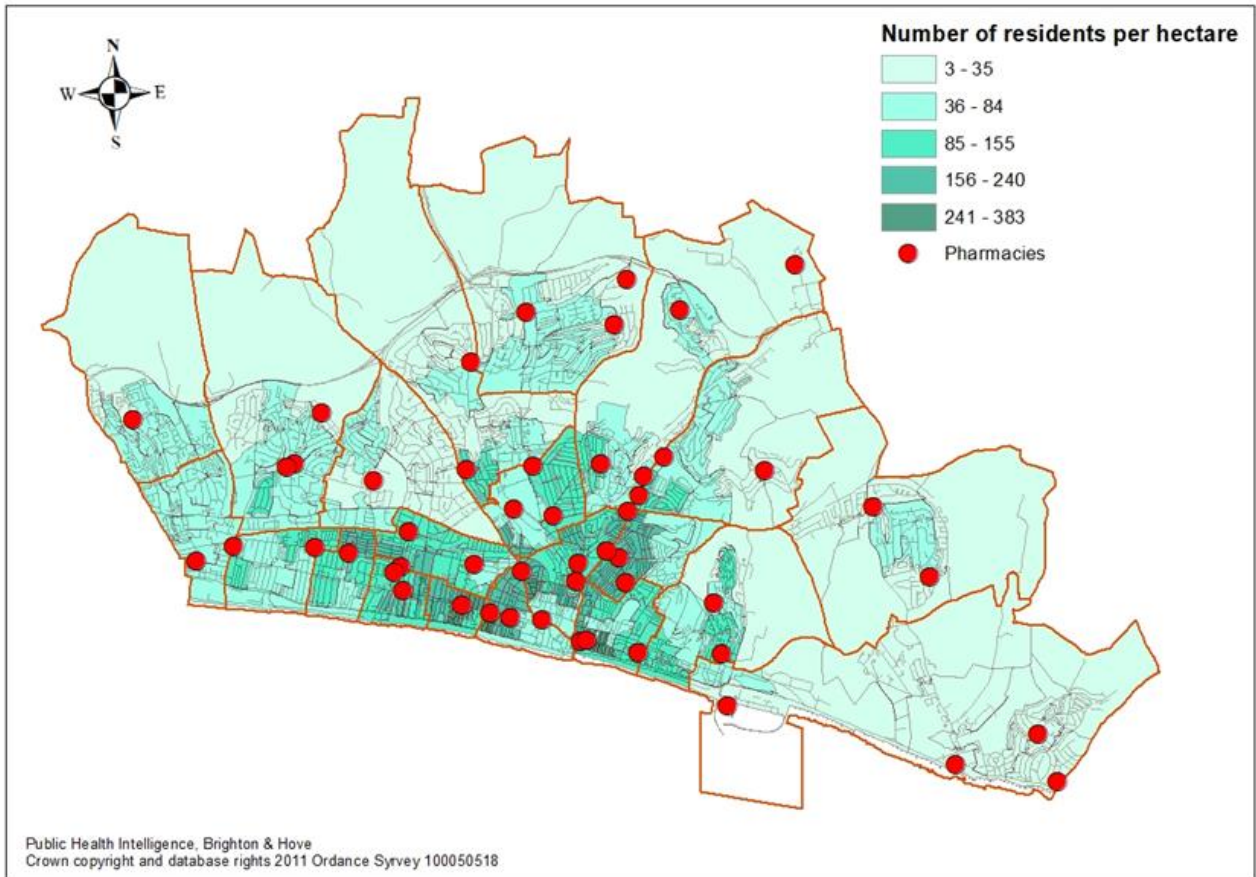 Number of residents per hectare
3 - 35
36 - 84
85 - 155
156 - 240
241 - 383
Pharmacies
N
W E
S
Public Health Intelligence, Brighton & Hove
Crown copyright and database rights 2011 Ordance Syrvey 100050518